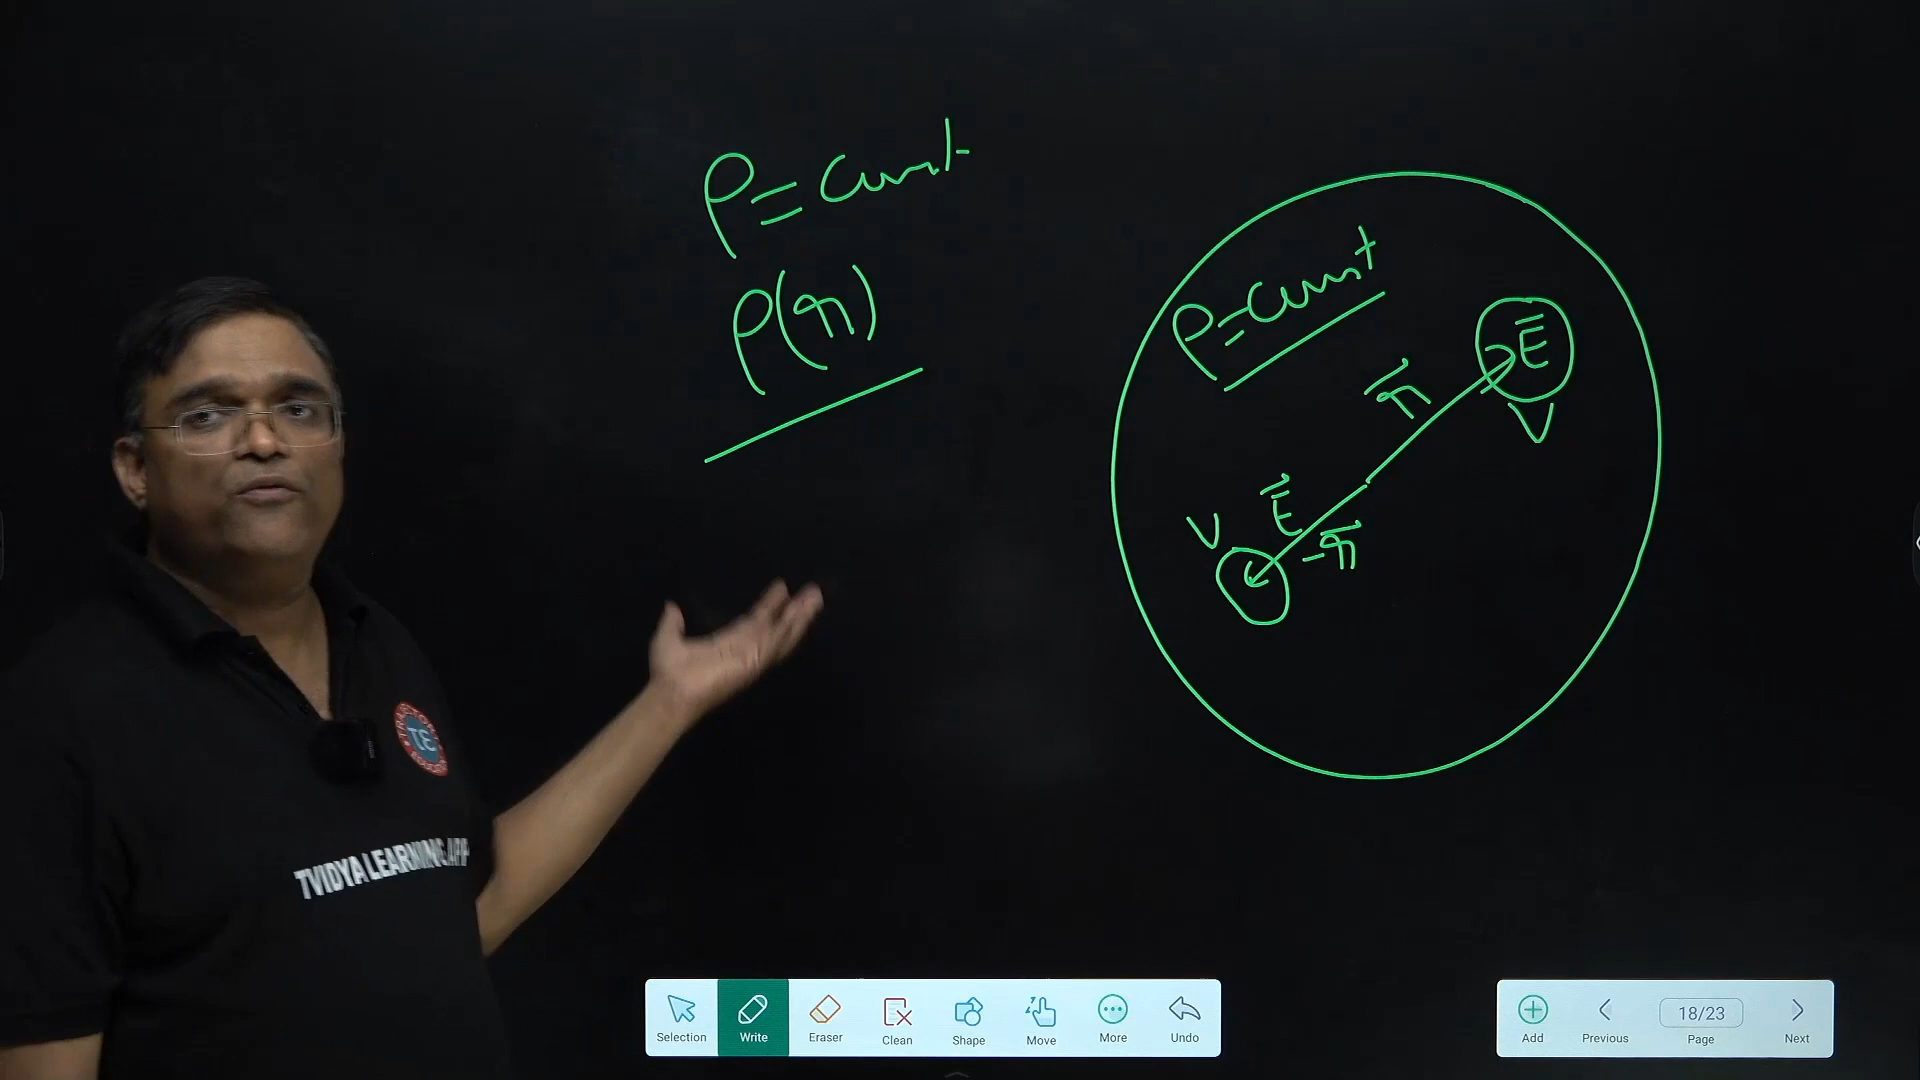 ρ = Const
ρ(r)
ρ = Const
E
r⃗
V
E⃗
V
-r⃗
TE
TVIDYA LEARNING APP
Selection
Write
Eraser
Clean
Shape
Move
More
Undo
Add
Previous
18/23
Page
Next